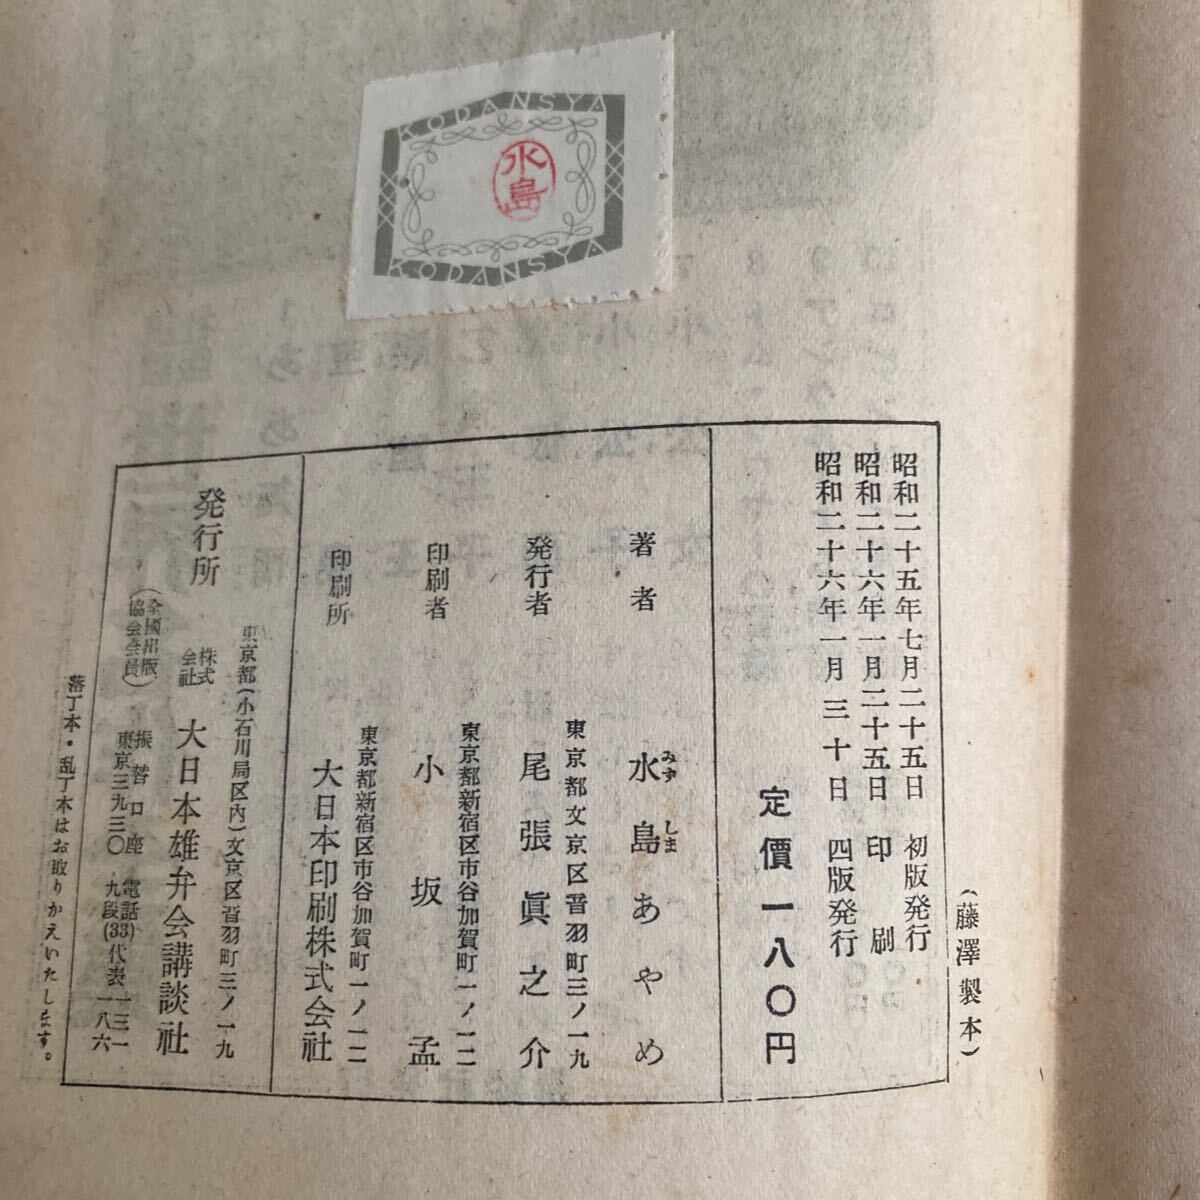 KODANSYA
水島
KODANSYA
昭和二十五年七月二十五日 初版発行
昭和二十六年一月二十五日 印刷
昭和二十六年一月三十日 四版発行
(藤澤製本)
定價一八〇円
著者 水島あやめ
みず しま
東京都文京区音羽町三ノ一九
発行者 尾張眞之介
東京都新宿区市谷加賀町一ノ一二
印刷者 小坂孟
東京都新宿区市谷加賀町一ノ一二
印刷所 大日本印刷株式会社
東京都(小石川局区内)文京区音羽町三ノ一九
発行所 株式会社 大日本雄弁会講談社
(全國出版協会会員)
振替口座東京三九三〇
電話九段(33)代表一三一一八六
落丁本・乱丁本はお取りかえいたします。